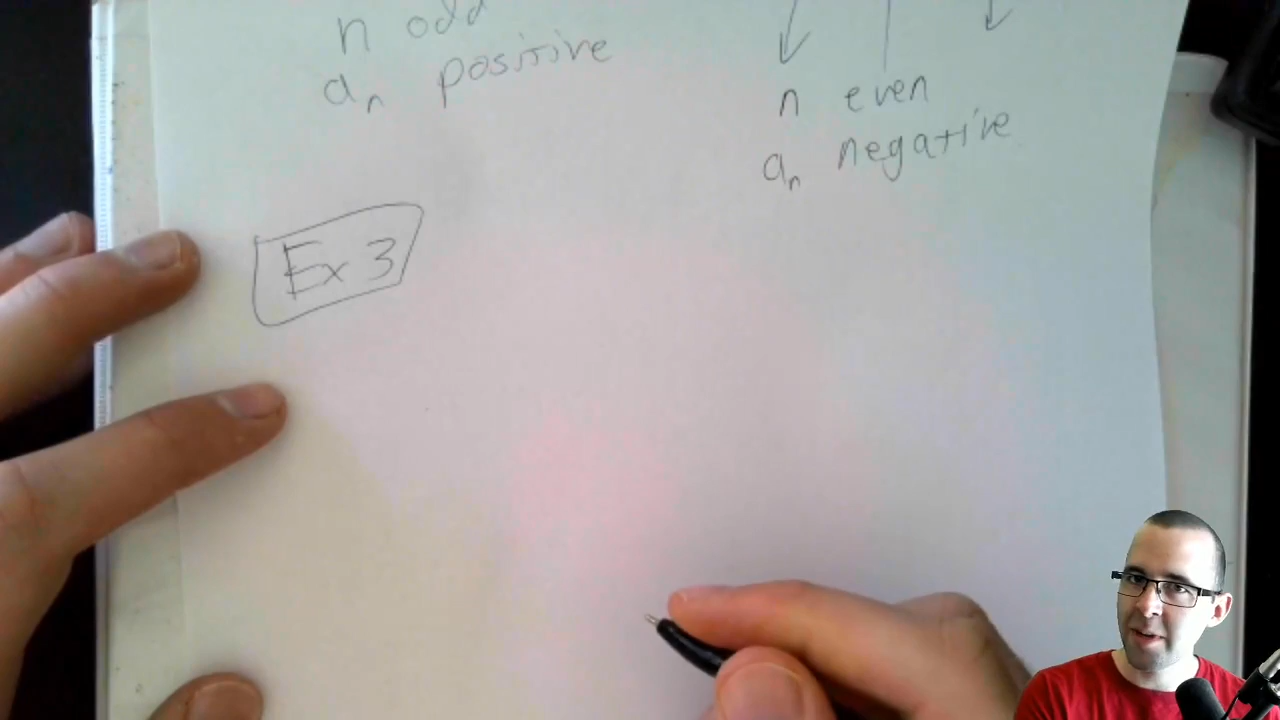 n odd
aₙ positive
n even
aₙ negative
Ex 3